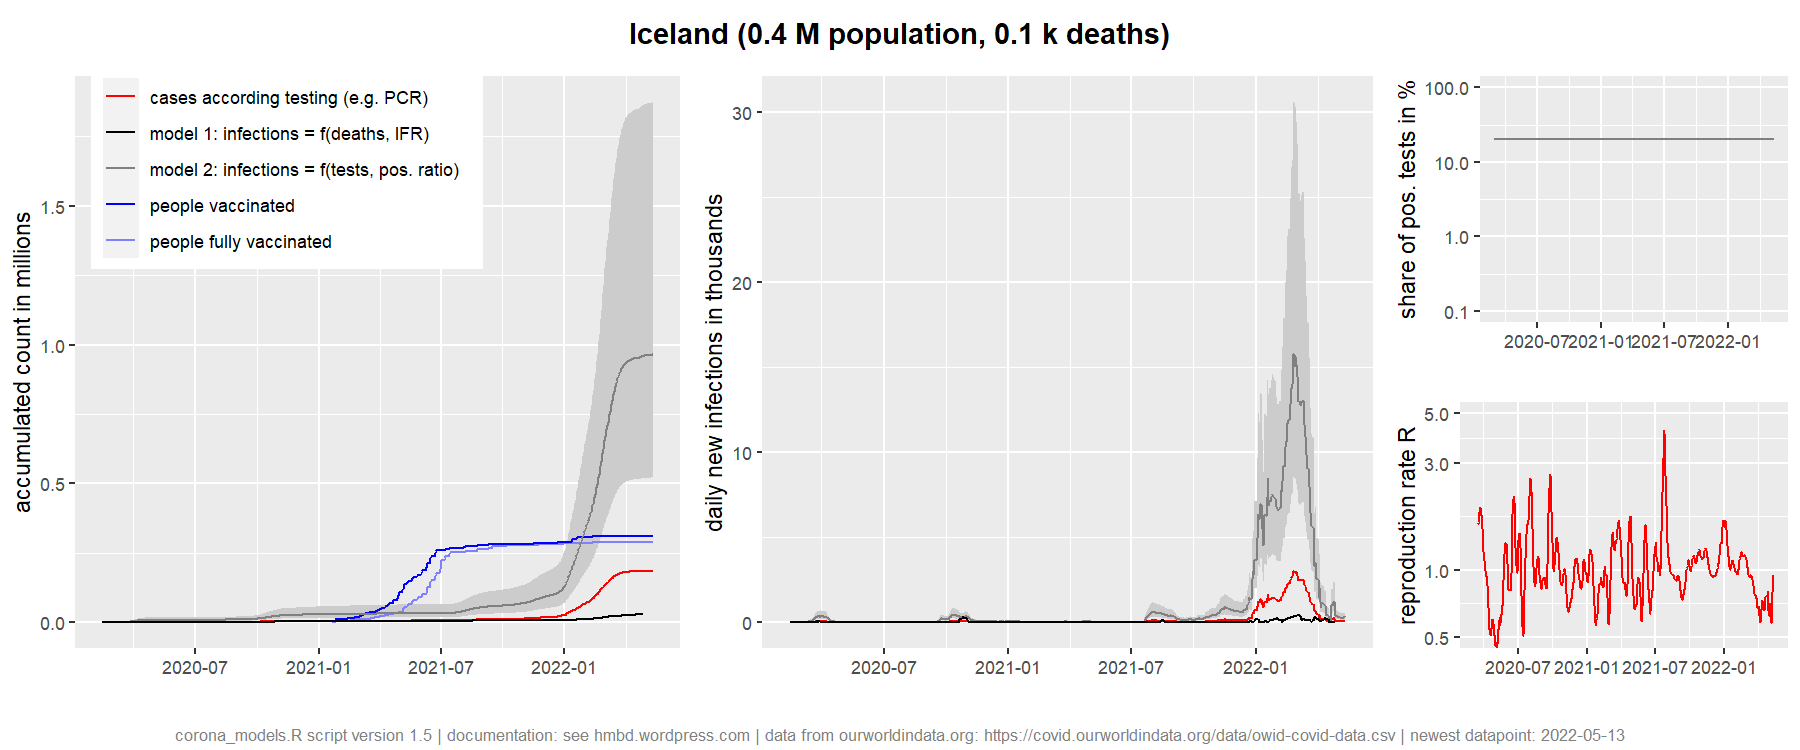 Iceland (0.4 M population, 0.1 k deaths)
cases according testing (e.g. PCR)
model 1: infections = f(deaths, IFR)
model 2: infections = f(tests, pos. ratio)
people vaccinated
people fully vaccinated
accumulated count in millions
1.5
1.0
0.5
0.0
2020-07 2021-01 2021-07 2022-01
daily new infections in thousands
30
20
10
0
2020-07 2021-01 2021-07 2022-01
share of pos. tests in %
100.0
10.0
1.0
0.1
2020-07 2021-01 2021-07 2022-01
reproduction rate R
5.0
3.0
1.0
0.5
2020-07 2021-01 2021-07 2022-01
corona_models.R script version 1.5 | documentation: see hmbd.wordpress.com | data from ourworldindata.org: https://covid.ourworldindata.org/data/owid-covid-data.csv | newest datapoint: 2022-05-13